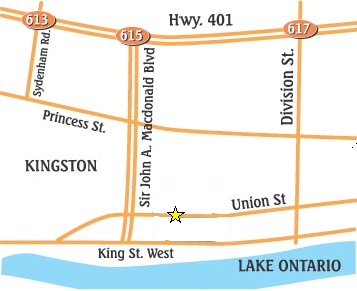 613
Hwy. 401
615
617
Sydenham Rd.
Sir John A. Macdonald Blvd
Division St.
Princess St.
KINGSTON
Union St
King St. West
LAKE ONTARIO